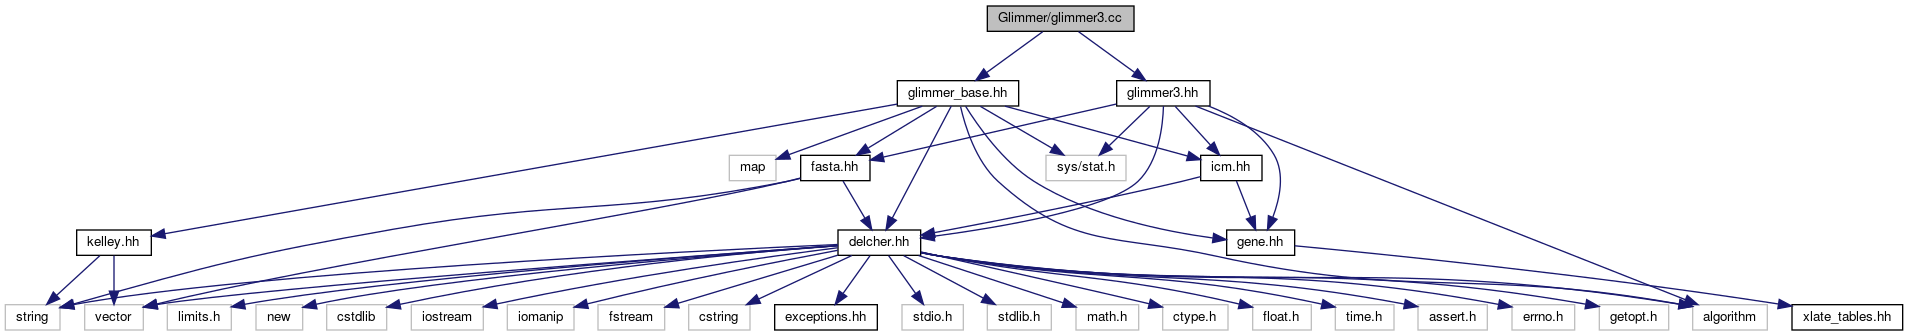 Glimmer/glimmer3.cc
glimmer_base.hh
glimmer3.hh
map
fasta.hh
sys/stat.h
icm.hh
kelley.hh
delcher.hh
gene.hh
string
vector
limits.h
new
cstdlib
iostream
iomanip
fstream
cstring
exceptions.hh
stdio.h
stdlib.h
math.h
ctype.h
float.h
time.h
assert.h
errno.h
getopt.h
algorithm
xlate_tables.hh